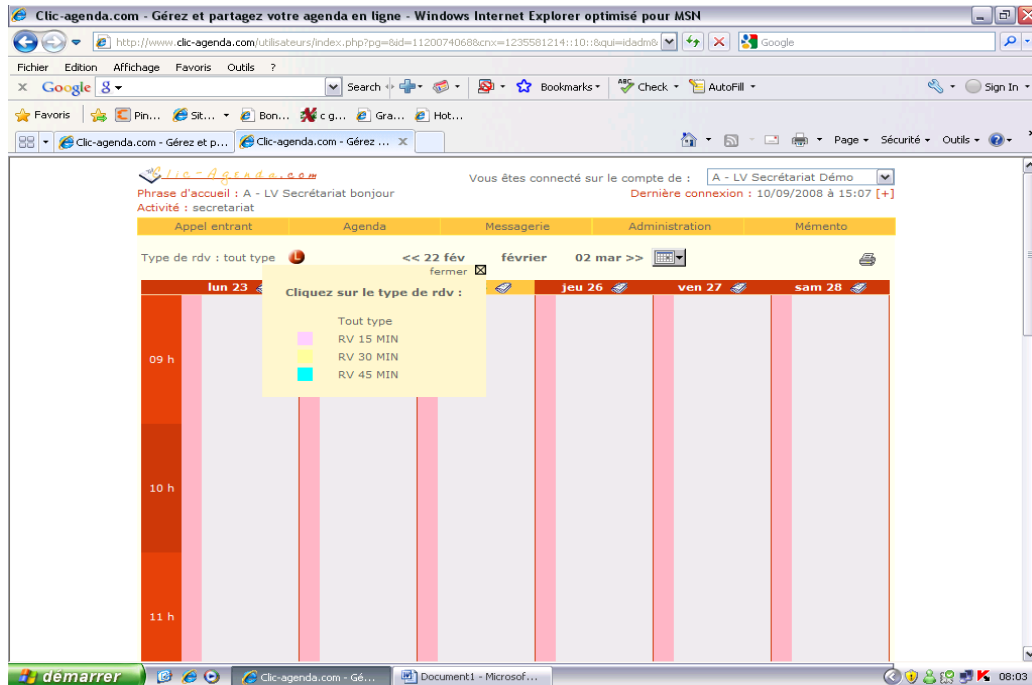 Clic-agenda.com - Gérez et partagez votre agenda en ligne - Windows Internet Explorer optimisé pour MSN
http://www.clic-agenda.com/utilisateurs/index.php?pg=&id=1120074068&cnx=1235581214::10::&qui=idadm& Google
Fichier Edition Affichage Favoris Outils ?
x Google Search Bookmarks Check AutoFill Sign In
Favoris Pin... Sit... Bon... c g... Gra... Hot...
Clic-agenda.com - Gérez et p... Clic-agenda.com - Gérez ... X Page Sécurité Outils
Clic-Agenda.com
Vous êtes connecté sur le compte de : A - LV Secrétariat Démo
Phrase d'accueil : A - LV Secrétariat bonjour Dernière connexion : 10/09/2008 à 15:07 [+]
Activité : secretariat
Appel entrant Agenda Messagerie Administration Mémento
Type de rdv : tout type L << 22 fév février 02 mar >>
fermer
lun 23 jeu 26 ven 27 sam 28
Cliquez sur le type de rdv :
Tout type
RV 15 MIN
RV 30 MIN
RV 45 MIN
09 h
10 h
11 h
démarrer Clic-agenda.com - Gé... Document1 - Microsof... 08:03